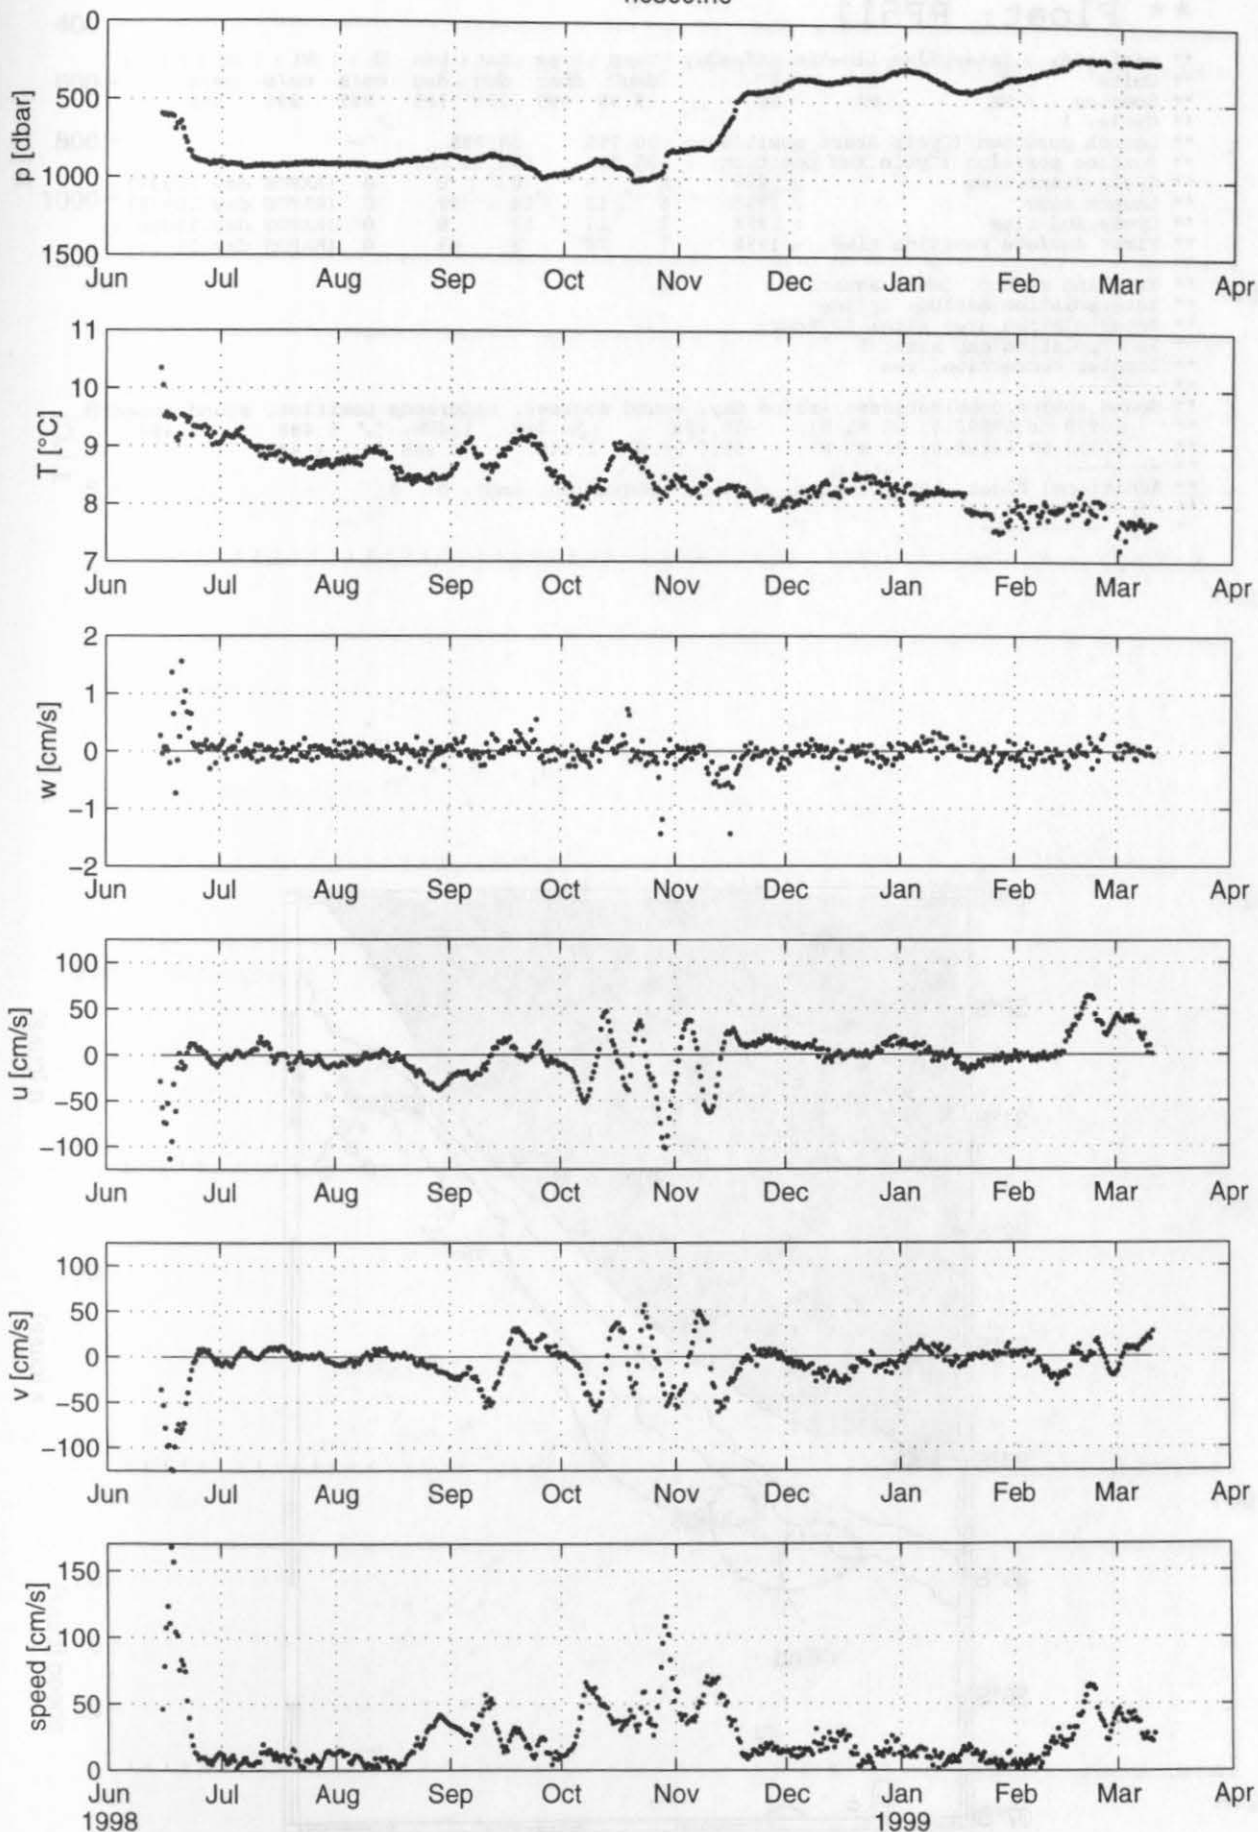 0
500
1000
1500
p [dbar]
Jun Jul Aug Sep Oct Nov Dec Jan Feb Mar Apr
11
10
9
8
7
T [°C]
Jun Jul Aug Sep Oct Nov Dec Jan Feb Mar Apr
2
1
0
−1
−2
w [cm/s]
Jun Jul Aug Sep Oct Nov Dec Jan Feb Mar Apr
100
50
0
−50
−100
u [cm/s]
Jun Jul Aug Sep Oct Nov Dec Jan Feb Mar Apr
100
50
0
−50
−100
v [cm/s]
Jun Jul Aug Sep Oct Nov Dec Jan Feb Mar Apr
150
100
50
0
speed [cm/s]
Jun Jul Aug Sep Oct Nov Dec Jan Feb Mar Apr
1998 1999